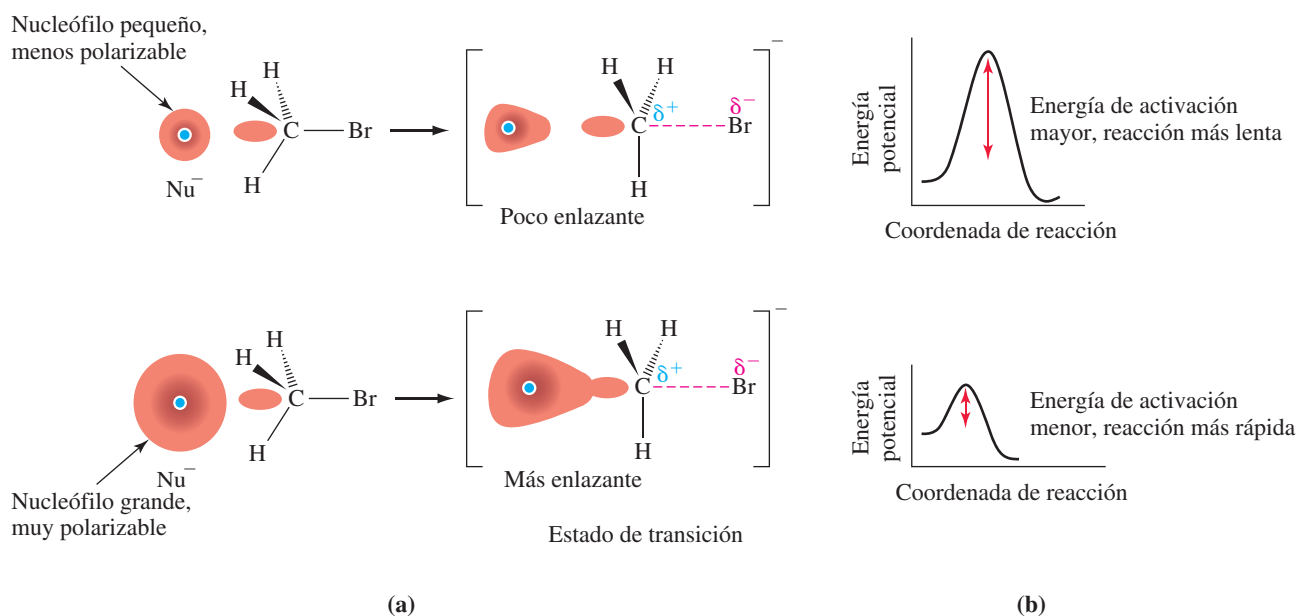 Nucleófilo pequeño,
menos polarizable
H
H
C
Br
H
Nu⁻
H
H
C
δ⁺
δ⁻
Br
H
−
Poco enlazante
Energía
potencial
Energía de activación
mayor, reacción más lenta
Coordenada de reacción
H
H
C
Br
H
Nu⁻
Nucleófilo grande,
muy polarizable
H
H
C
δ⁺
δ⁻
Br
H
−
Más enlazante
Estado de transición
Energía
potencial
Energía de activación
menor, reacción más rápida
Coordenada de reacción
(a)
(b)